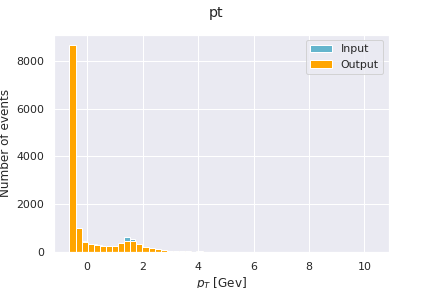 pt
Input
Output
Number of events
8000
6000
4000
2000
0
0 2 4 6 8 10
p_T [Gev]